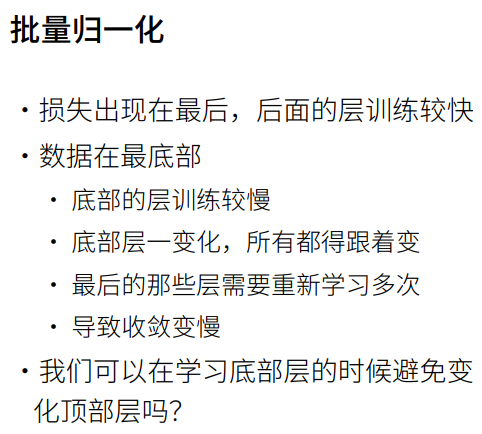 批量归一化
• 损失出现在最后，后面的层训练较快
• 数据在最底部
• 底部的层训练较慢
• 底部层一变化，所有都得跟着变
• 最后的那些层需要重新学习多次
• 导致收敛变慢
• 我们可以在学习底部层的时候避免变
化顶部层吗？